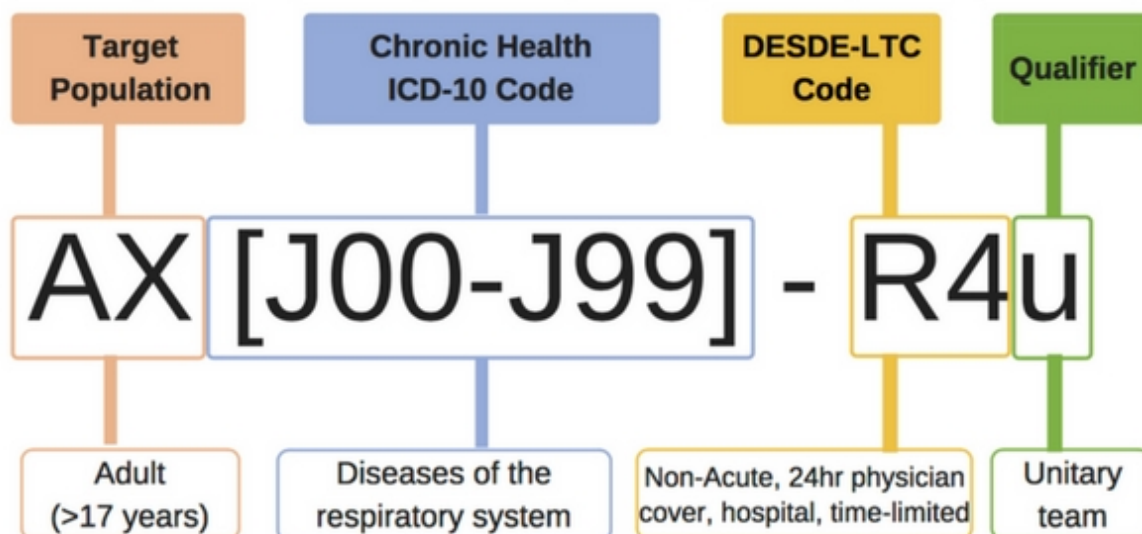 Target
Population
Chronic Health
ICD-10 Code
DESDE-LTC
Code
Qualifier
AX [J00-J99] - R4u
Adult
(>17 years)
Diseases of the
respiratory system
Non-Acute, 24hr physician
cover, hospital, time-limited
Unitary
team